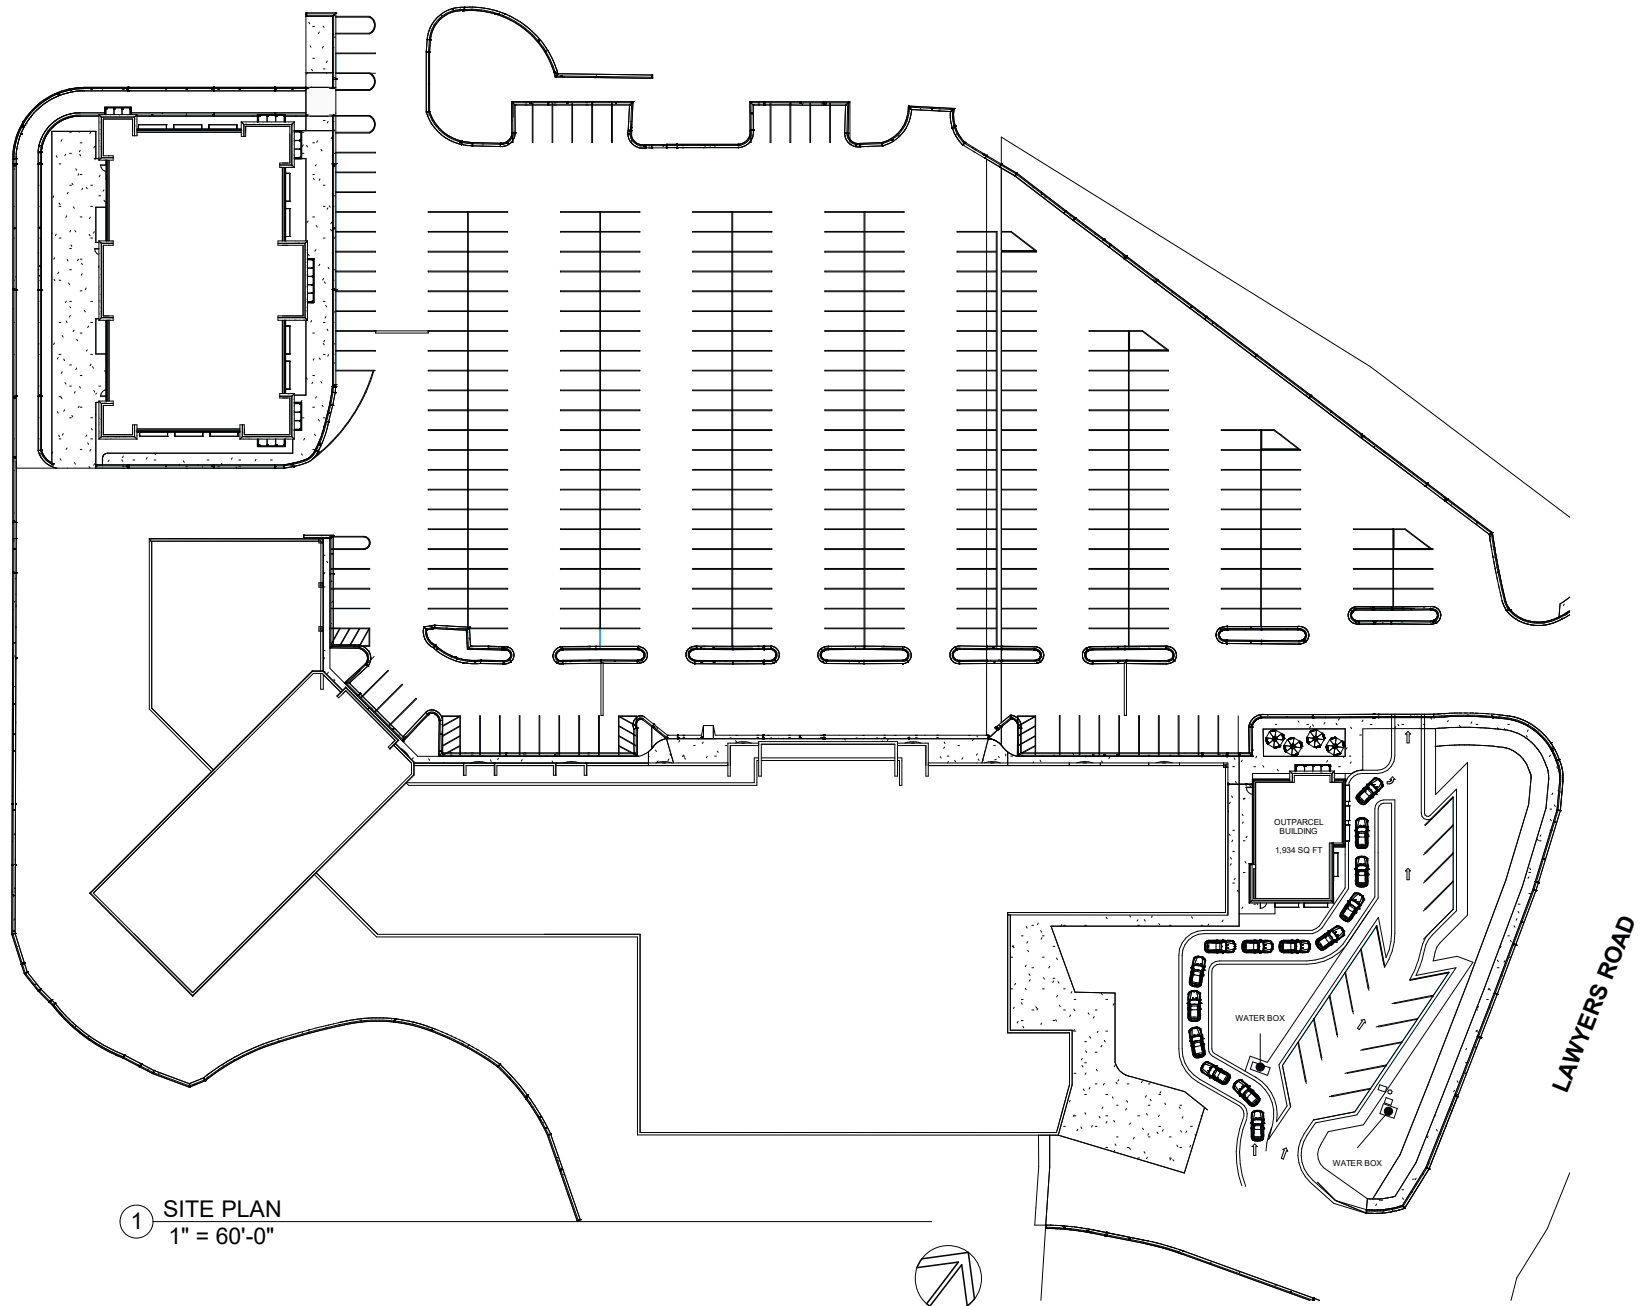 OUTPARCEL
BUILDING
1,934 SQ FT
WATER BOX
WATER BOX
LAWYERS ROAD
1 SITE PLAN
1" = 60'-0"